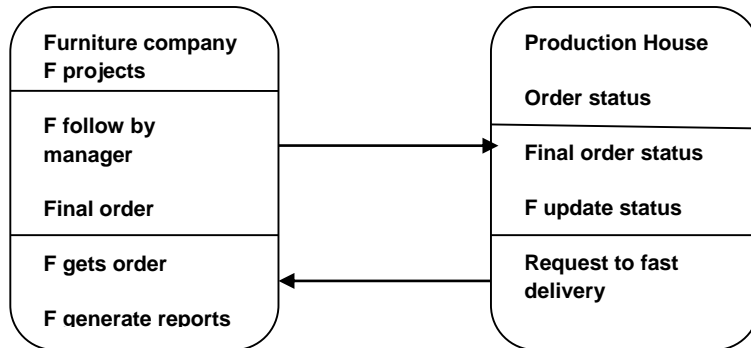 Furniture company
F projects
F follow by
manager
Final order
F gets order
F generate reports
Production House
Order status
Final order status
F update status
Request to fast
delivery